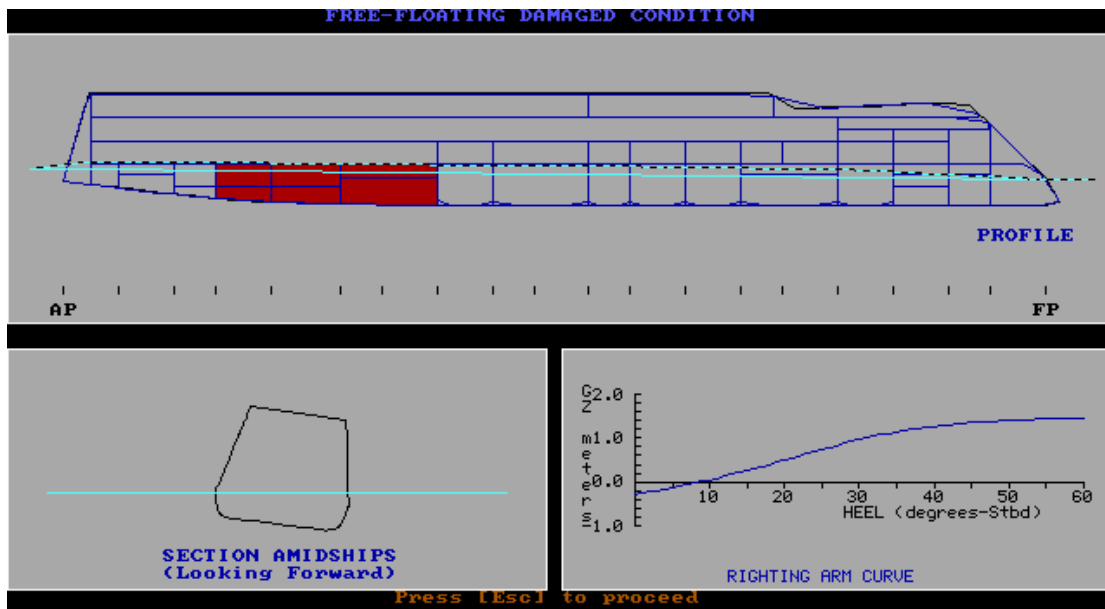 FREE-FLOATING DAMAGED CONDITION
PROFILE
AP
FP
SECTION AMIDSHIPS
(Looking Forward)
GZ meters
2.0
1.0
0.0
-1.0
10 20 30 40 50 60
HEEL (degrees-Stbd)
RIGHTING ARM CURVE
Press [Esc] to proceed